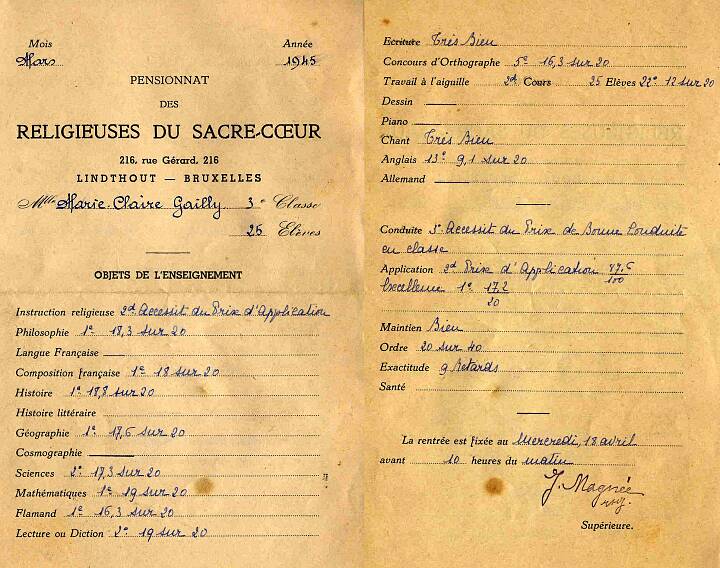 Mois Année
Mars 1945
PENSIONNAT
DES
RELIGIEUSES DU SACRE-CŒUR
216, rue Gérard, 216
LINDTHOUT — BRUXELLES
Mlle Marie-Claire Gailly 3e Classe
25 Elèves
OBJETS DE L'ENSEIGNEMENT
Instruction religieuse 2d Accessit du Prix d'Application
Philosophie 1e 18,3 sur 20
Langue Française
Composition française 1e 18 sur 20
Histoire 1e 18,8 sur 20
Histoire littéraire
Géographie 1e 17,6 sur 20
Cosmographie
Sciences 2e 17,3 sur 20
Mathématiques 1e 19 sur 20
Flamand 1e 16,3 sur 20
Lecture ou Diction 2e 19 sur 20
Ecriture Très Bien
Concours d'Orthographe 5e 16,3 sur 20
Travail à l'aiguille 2d Cours 25 Elèves 22e 12 sur 20
Dessin
Piano
Chant Très Bien
Anglais 13e 9,1 sur 20
Allemand
Conduite 3e Accessit du Prix de Bonne Conduite
en classe
Application 2d Prix d'Application 47,6/100
Excellence 1e 17,2/20
Maintien Bien
Ordre 20 sur 40
Exactitude 9 Retards
Santé
La rentrée est fixée au Mercredi, 18 avril
avant 10 heures du matin
J. Magnée
Supérieure.